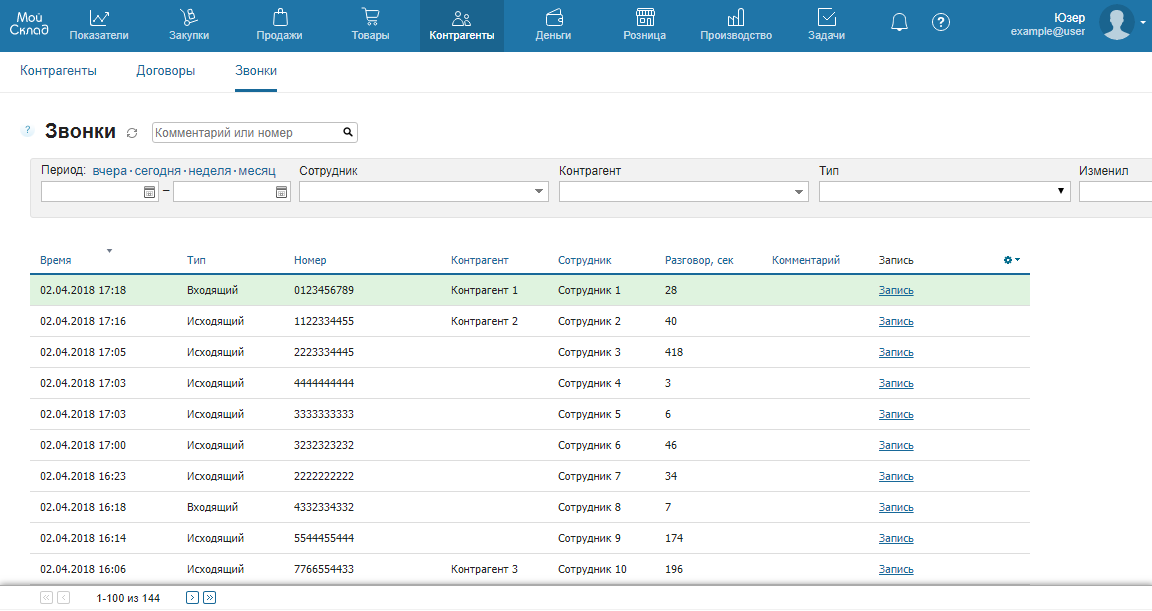 Мой Склад
Показатели Закупки Продажи Товары Контрагенты Деньги Розница Производство Задачи ? Юзер
example@user
Контрагенты Договоры Звонки
? Звонки Комментарий или номер
Период: вчера · сегодня · неделя · месяц Сотрудник Контрагент Тип Изменил
–
Время Тип Номер Контрагент Сотрудник Разговор, сек Комментарий Запись
02.04.2018 17:18 Входящий 0123456789 Контрагент 1 Сотрудник 1 28 Запись
02.04.2018 17:16 Исходящий 1122334455 Контрагент 2 Сотрудник 2 40 Запись
02.04.2018 17:05 Исходящий 2223334445 Сотрудник 3 418 Запись
02.04.2018 17:03 Исходящий 4444444444 Сотрудник 4 3 Запись
02.04.2018 17:03 Исходящий 3333333333 Сотрудник 5 6 Запись
02.04.2018 17:00 Исходящий 3232323232 Сотрудник 6 46 Запись
02.04.2018 16:23 Исходящий 2222222222 Сотрудник 7 34 Запись
02.04.2018 16:18 Входящий 4332334332 Сотрудник 8 7 Запись
02.04.2018 16:14 Исходящий 5544455444 Сотрудник 9 174 Запись
02.04.2018 16:06 Исходящий 7766554433 Контрагент 3 Сотрудник 10 196 Запись
1-100 из 144